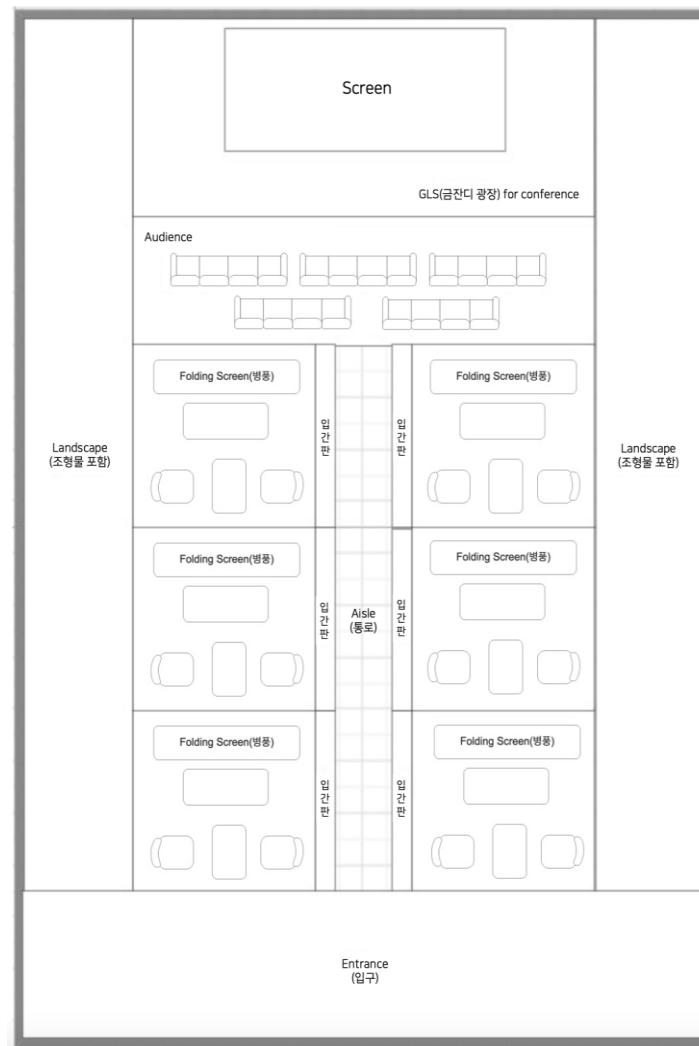 Screen
GLS(금잔디 광장) for conference
Audience
Folding Screen(병풍)
입
간
판
입
간
판
Folding Screen(병풍)
Landscape
(조형물 포함)
Landscape
(조형물 포함)
Folding Screen(병풍)
입
간
판
Aisle
(통로)
입
간
판
Folding Screen(병풍)
Folding Screen(병풍)
입
간
판
입
간
판
Folding Screen(병풍)
Entrance
(입구)